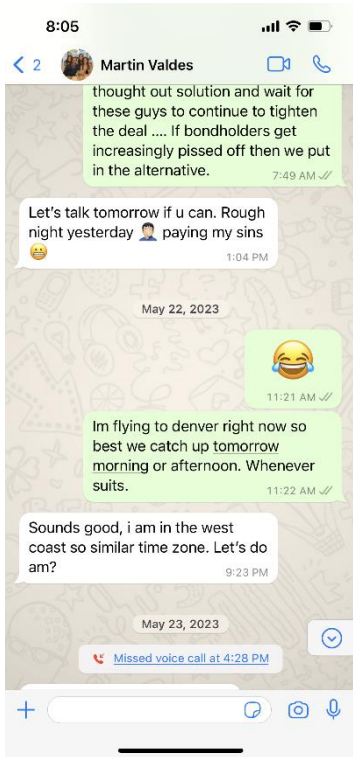 8:05
2
Martin Valdes
thought out solution and wait for
these guys to continue to tighten
the deal .... If bondholders get
increasingly pissed off then we put
in the alternative.
7:49 AM
Let's talk tomorrow if u can. Rough
night yesterday 🤦🏻‍♂️ paying my sins
😬
1:04 PM
May 22, 2023
😂
11:21 AM
Im flying to denver right now so
best we catch up tomorrow
morning or afternoon. Whenever
suits.
11:22 AM
Sounds good, i am in the west
coast so similar time zone. Let's do
am?
9:23 PM
May 23, 2023
Missed voice call at 4:28 PM